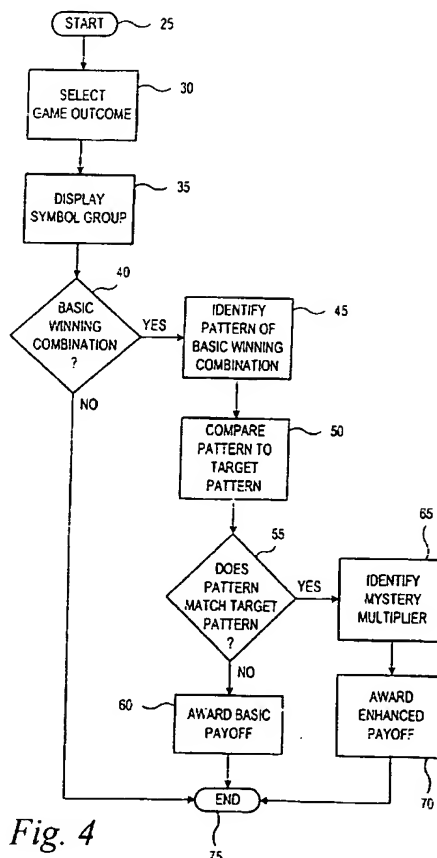 START
25
SELECT
GAME OUTCOME
30
DISPLAY
SYMBOL GROUP
35
BASIC
WINNING
COMBINATION
?
40
YES
NO
IDENTIFY
PATTERN OF
BASIC WINNING
COMBINATION
45
COMPARE
PATTERN TO
TARGET
PATTERN
50
DOES
PATTERN
MATCH TARGET
PATTERN
?
55
YES
NO
IDENTIFY
MYSTERY
MULTIPLIER
65
AWARD BASIC
PAYOFF
60
AWARD
ENHANCED
PAYOFF
70
END
75
Fig. 4